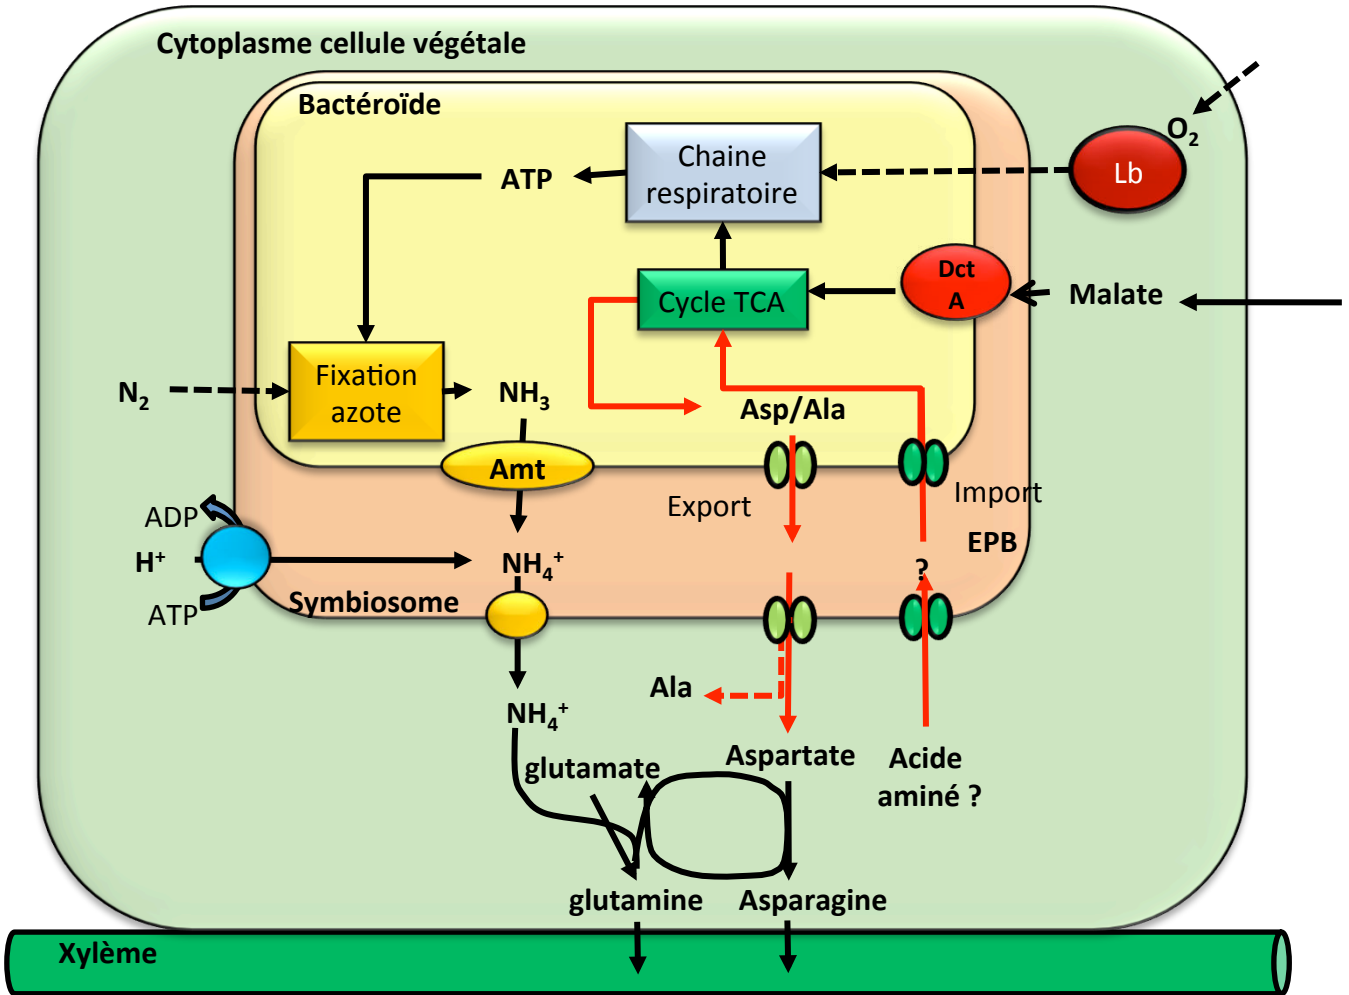 Cytoplasme cellule végétale
Bactéroïde
O₂
Chaine
respiratoire
Lb
ATP
Dct
A
Malate
Cycle TCA
Fixation
azote
N₂
NH₃
Asp/Ala
Amt
Export
Import
ADP
EPB
H⁺
NH₄⁺
?
Symbiosome
ATP
Ala
NH₄⁺
Aspartate
Acide
aminé ?
glutamate
glutamine
Asparagine
Xylème